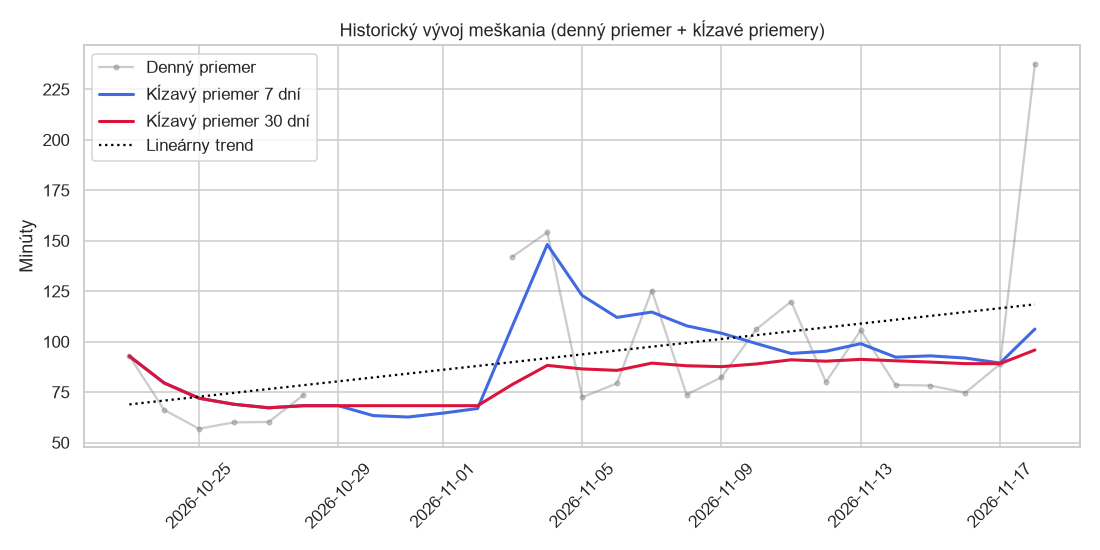 Historický vývoj meškania (denný priemer + kĺzavé priemery)
Denný priemer
Kĺzavý priemer 7 dní
Kĺzavý priemer 30 dní
Lineárny trend
Minúty
225
200
175
150
125
100
75
50
2026-10-25
2026-10-29
2026-11-01
2026-11-05
2026-11-09
2026-11-13
2026-11-17